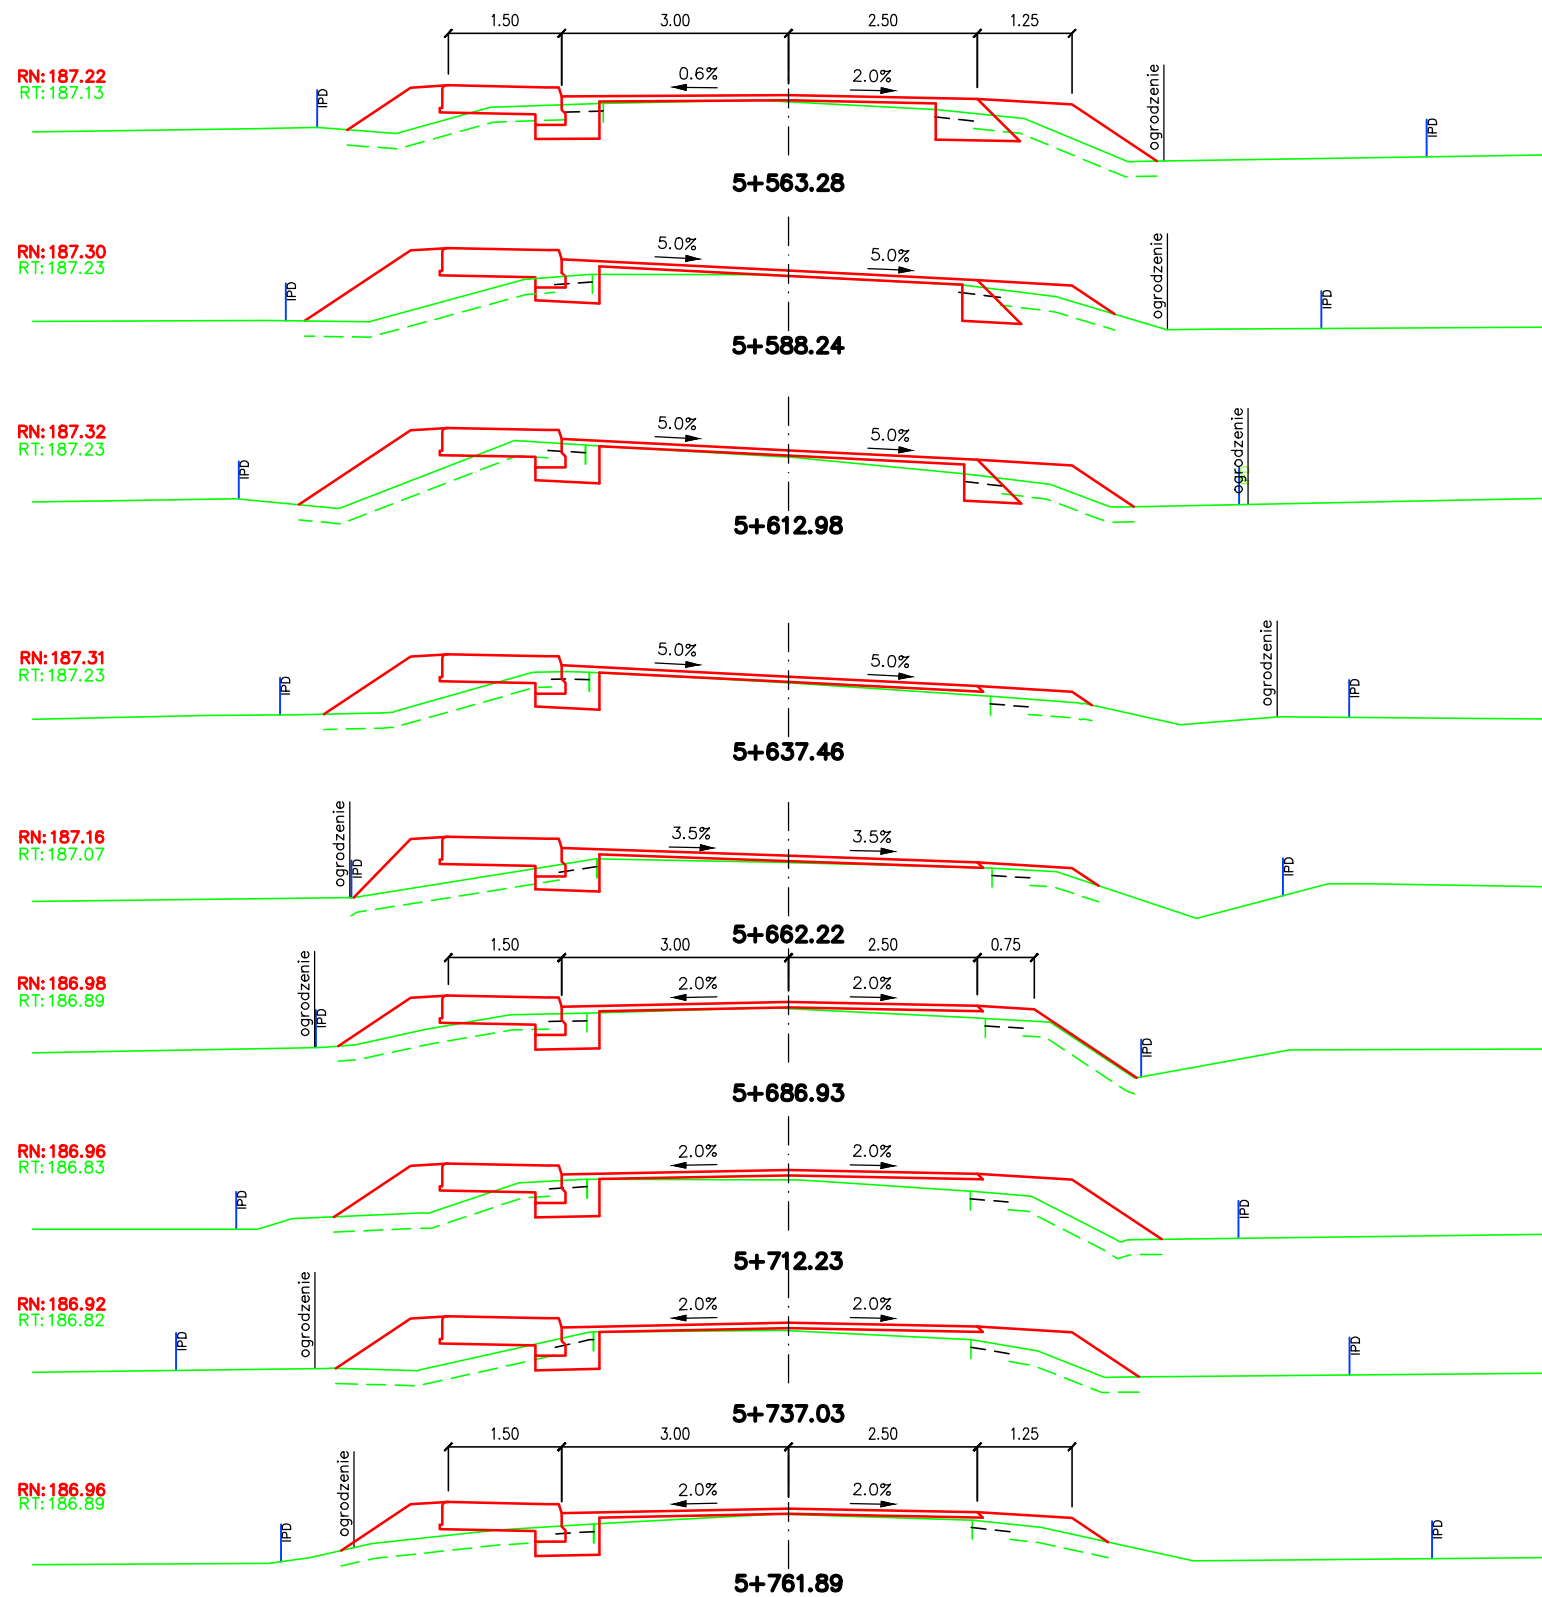 1.50 3.00 2.50 1.25
RN: 187.22 0.6% 2.0%
RT: 187.13
IPD ogrodzenie IPD
5+563.28
RN: 187.30 5.0% 5.0%
RT: 187.23
IPD ogrodzenie IPD
5+588.24
RN: 187.32 5.0% 5.0%
RT: 187.23
IPD ogrodzenie
5+612.98
RN: 187.31 5.0% 5.0%
RT: 187.23
IPD ogrodzenie IPD
5+637.46
RN: 187.16 3.5% 3.5%
RT: 187.07
ogrodzenie IPD IPD
5+662.22
1.50 3.00 2.50 0.75
RN: 186.98 2.0% 2.0%
RT: 186.89
ogrodzenie IPD IPD
5+686.93
RN: 186.96 2.0% 2.0%
RT: 186.83
IPD IPD
5+712.23
RN: 186.92 2.0% 2.0%
RT: 186.82
IPD ogrodzenie IPD
5+737.03
1.50 3.00 2.50 1.25
RN: 186.96 2.0% 2.0%
RT: 186.89
IPD ogrodzenie IPD
5+761.89